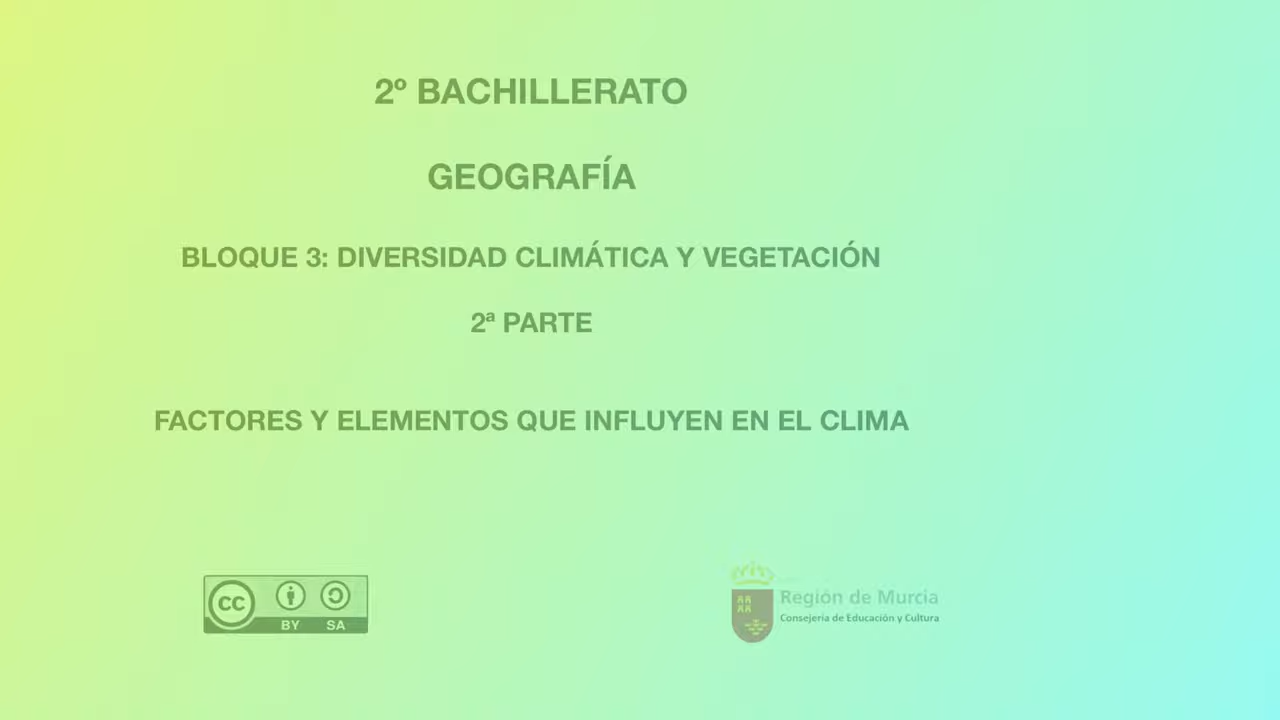 2º BACHILLERATO
GEOGRAFÍA
BLOQUE 3: DIVERSIDAD CLIMÁTICA Y VEGETACIÓN
2ª PARTE
FACTORES Y ELEMENTOS QUE INFLUYEN EN EL CLIMA
CC BY SA
Región de Murcia
Consejería de Educación y Cultura